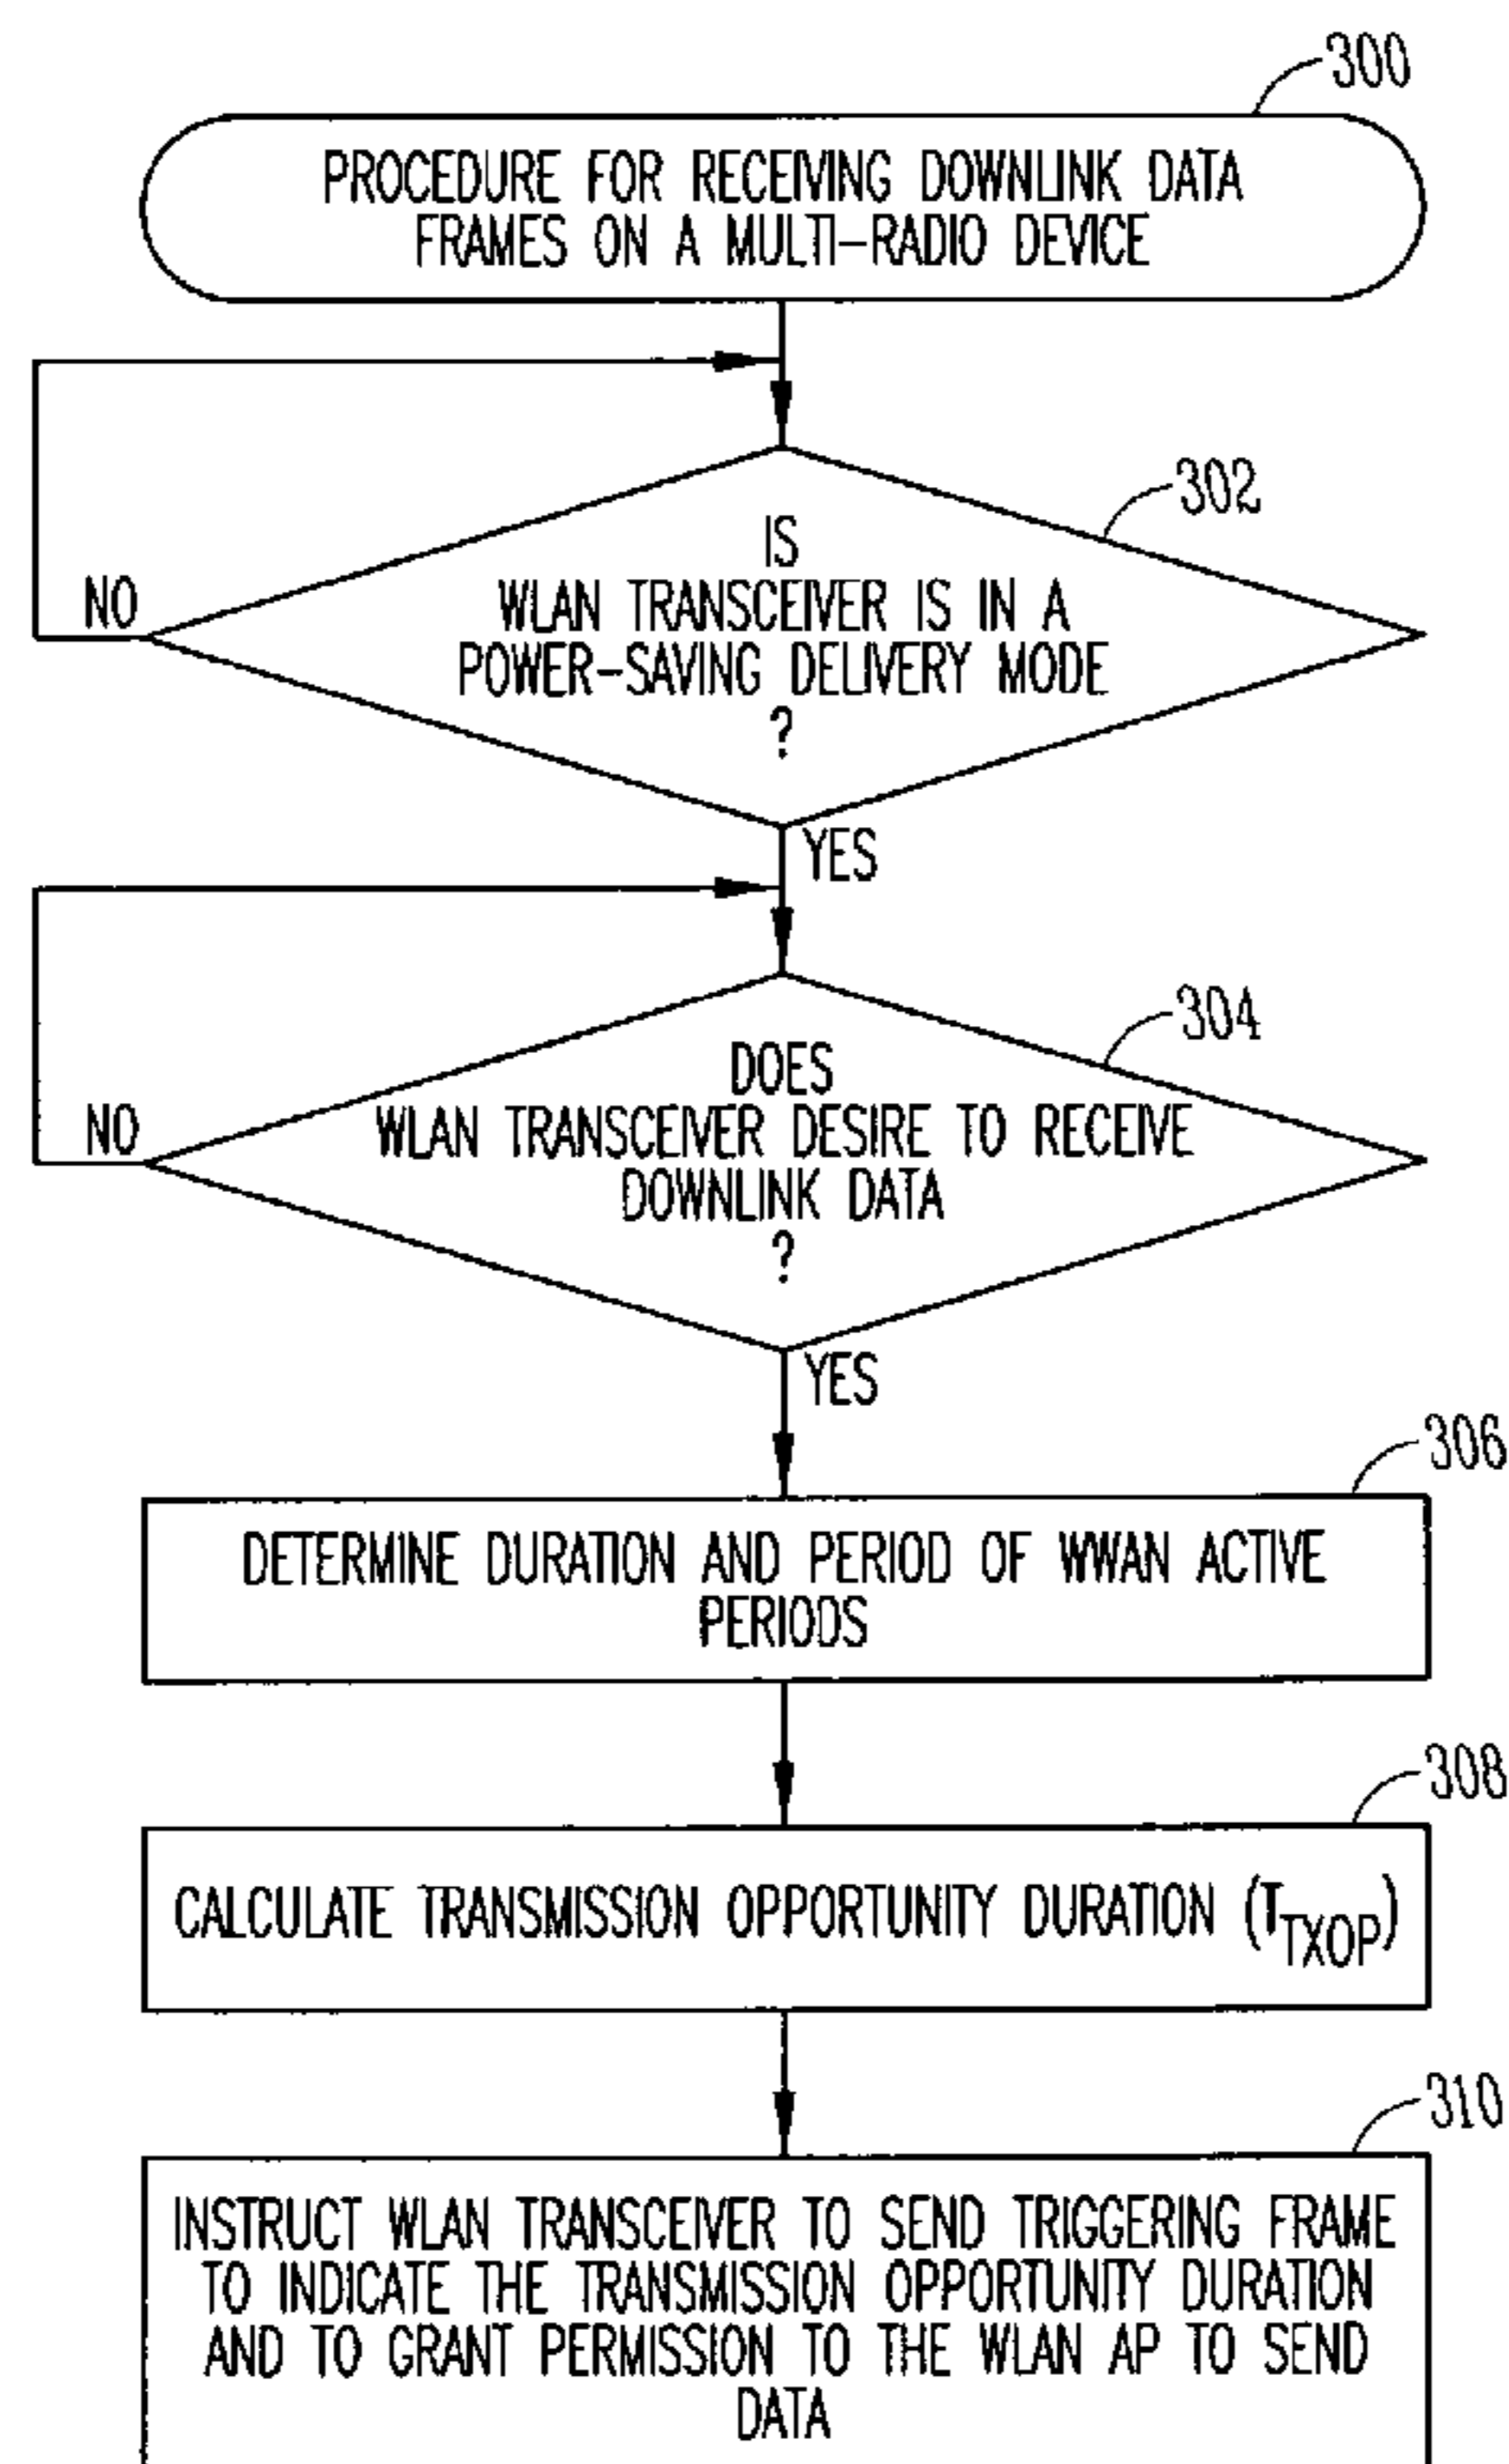 300
PROCEDURE FOR RECEIVING DOWNLINK DATA
FRAMES ON A MULTI-RADIO DEVICE
302
IS
WLAN TRANSCEIVER IS IN A
POWER-SAVING DELIVERY MODE
?
NO
YES
304
DOES
WLAN TRANSCEIVER DESIRE TO RECEIVE
DOWNLINK DATA
?
NO
YES
306
DETERMINE DURATION AND PERIOD OF WWAN ACTIVE
PERIODS
308
CALCULATE TRANSMISSION OPPORTUNITY DURATION (TTXOP)
310
INSTRUCT WLAN TRANSCEIVER TO SEND TRIGGERING FRAME
TO INDICATE THE TRANSMISSION OPPORTUNITY DURATION
AND TO GRANT PERMISSION TO THE WLAN AP TO SEND
DATA